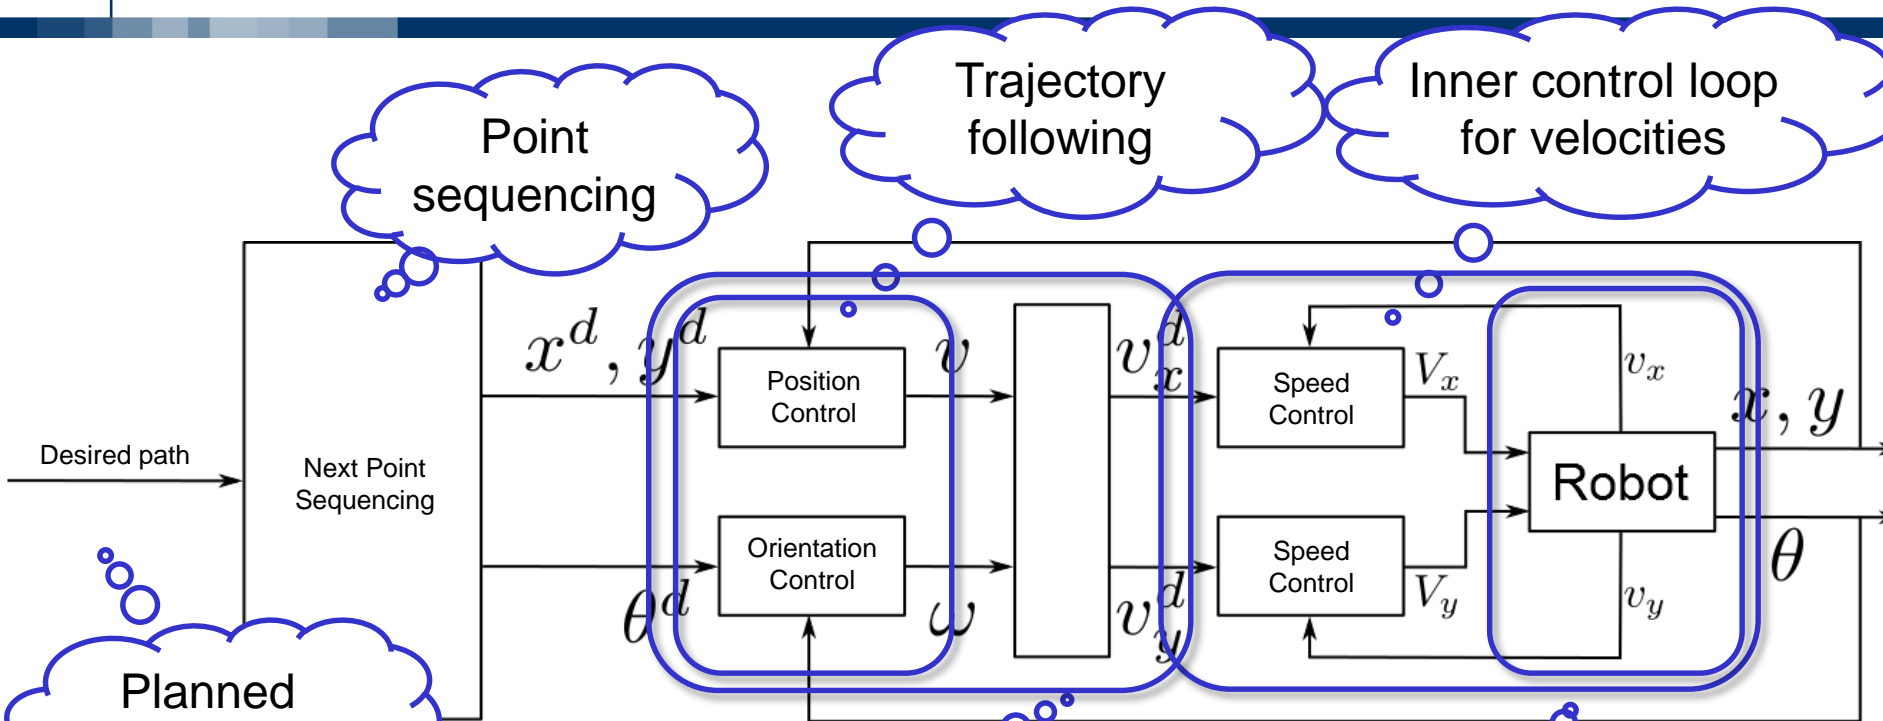 Point
sequencing
Trajectory
following
Inner control loop
for velocities
Desired path
Next Point
Sequencing
x^d, y^d
θ^d
Position
Control
Orientation
Control
v
ω
v_x^d
v_y^d
Speed
Control
Speed
Control
V_x
V_y
v_x
v_y
Robot
x, y
θ
Planned